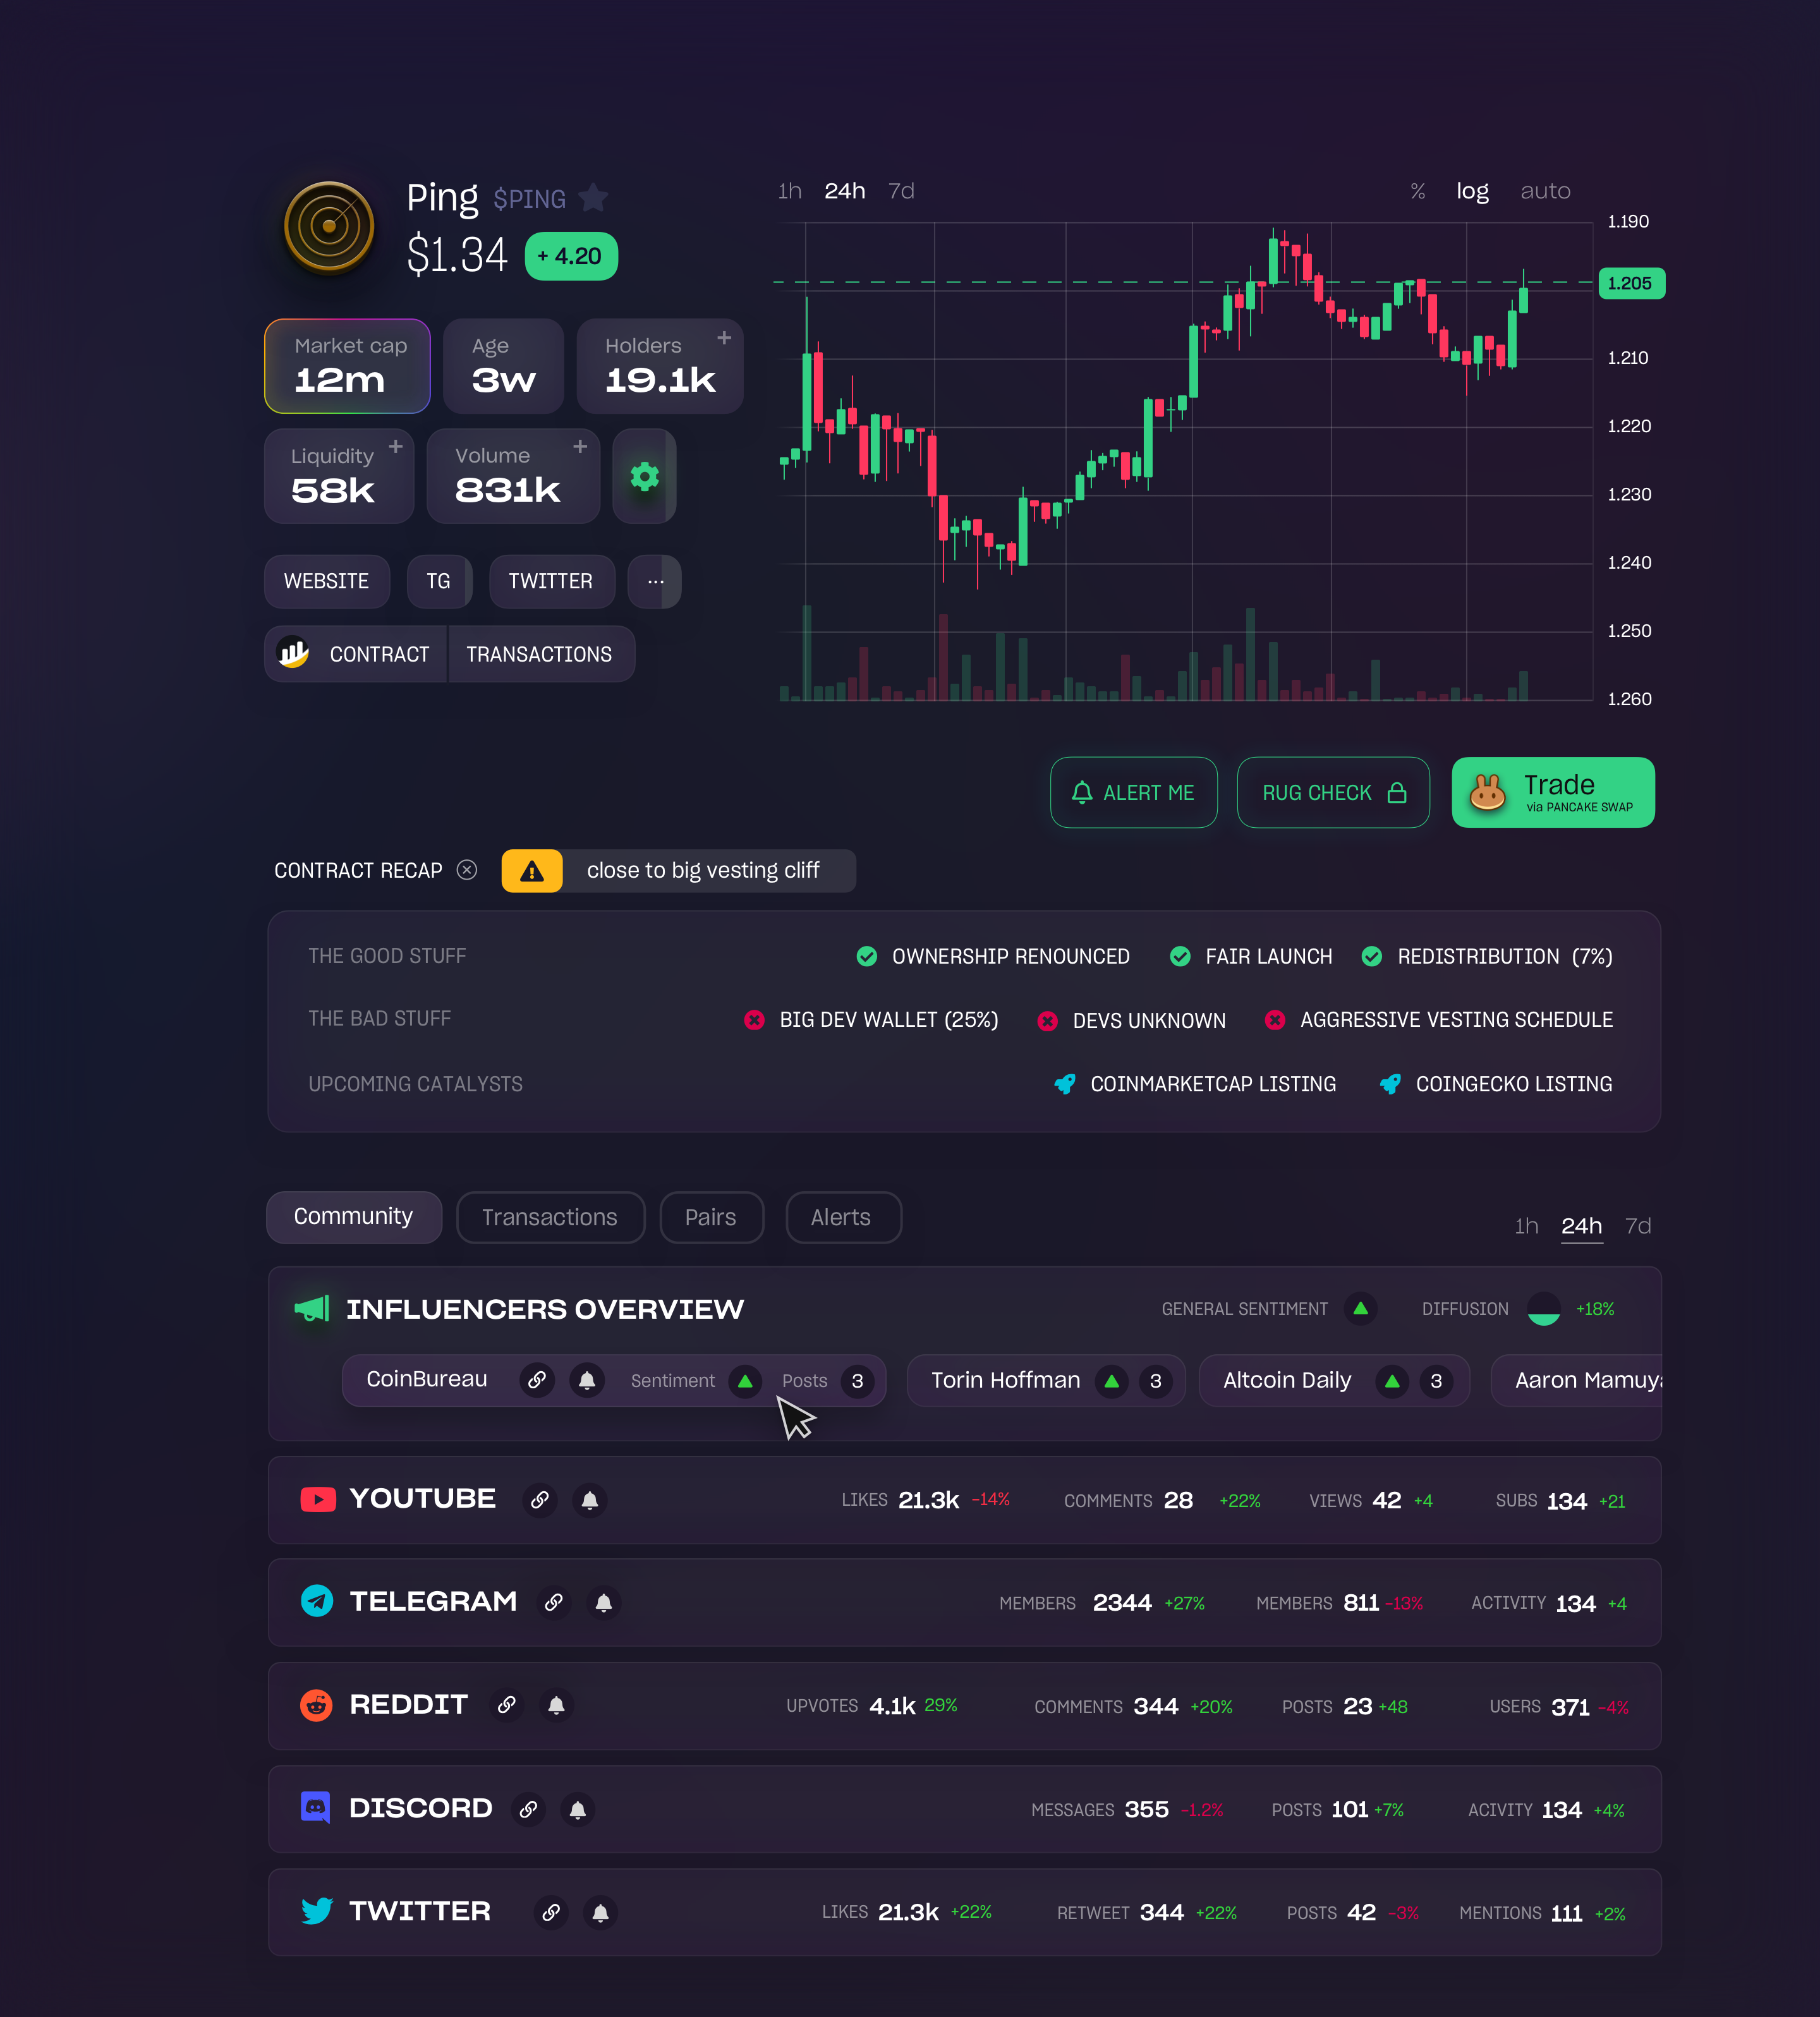 Ping $PING
$1.34 + 4.20
Market cap
12m
Age
3w
Holders
19.1k
Liquidity
58k
Volume
831k
WEBSITE TG TWITTER ...
CONTRACT TRANSACTIONS
1h 24h 7d
% log auto
1.190
1.205
1.210
1.220
1.230
1.240
1.250
1.260
ALERT ME
RUG CHECK
Trade
via PANCAKE SWAP
CONTRACT RECAP close to big vesting cliff
THE GOOD STUFF OWNERSHIP RENOUNCED FAIR LAUNCH REDISTRIBUTION (7%)
THE BAD STUFF BIG DEV WALLET (25%) DEVS UNKNOWN AGGRESSIVE VESTING SCHEDULE
UPCOMING CATALYSTS COINMARKETCAP LISTING COINGECKO LISTING
Community Transactions Pairs Alerts
1h 24h 7d
INFLUENCERS OVERVIEW GENERAL SENTIMENT DIFFUSION +18%
CoinBureau Sentiment Posts 3 Torin Hoffman 3 Altcoin Daily 3 Aaron Mamuya
YOUTUBE LIKES 21.3k -14% COMMENTS 28 +22% VIEWS 42 +4 SUBS 134 +21
TELEGRAM MEMBERS 2344 +27% MEMBERS 811 -13% ACTIVITY 134 +4
REDDIT UPVOTES 4.1k 29% COMMENTS 344 +20% POSTS 23 +48 USERS 371 -4%
DISCORD MESSAGES 355 -1.2% POSTS 101 +7% ACIVITY 134 +4%
TWITTER LIKES 21.3k +22% RETWEET 344 +22% POSTS 42 -3% MENTIONS 111 +2%